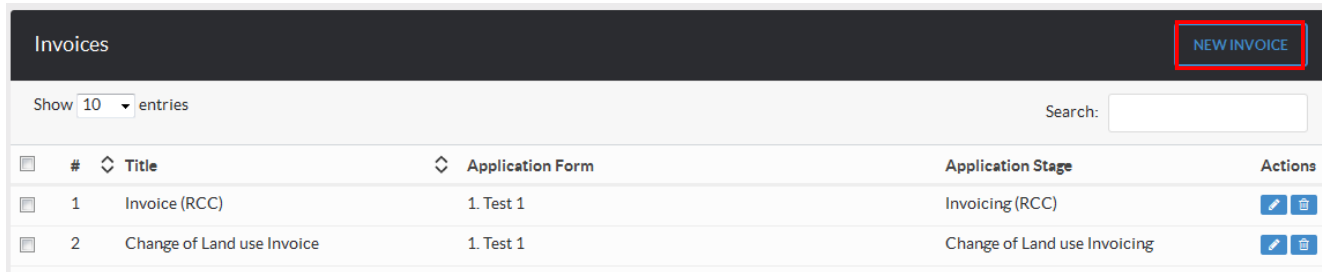 Invoices
NEW INVOICE
Show 10 entries
Search:
# Title Application Form Application Stage Actions
1 Invoice (RCC) 1. Test 1 Invoicing (RCC)
2 Change of Land use Invoice 1. Test 1 Change of Land use Invoicing